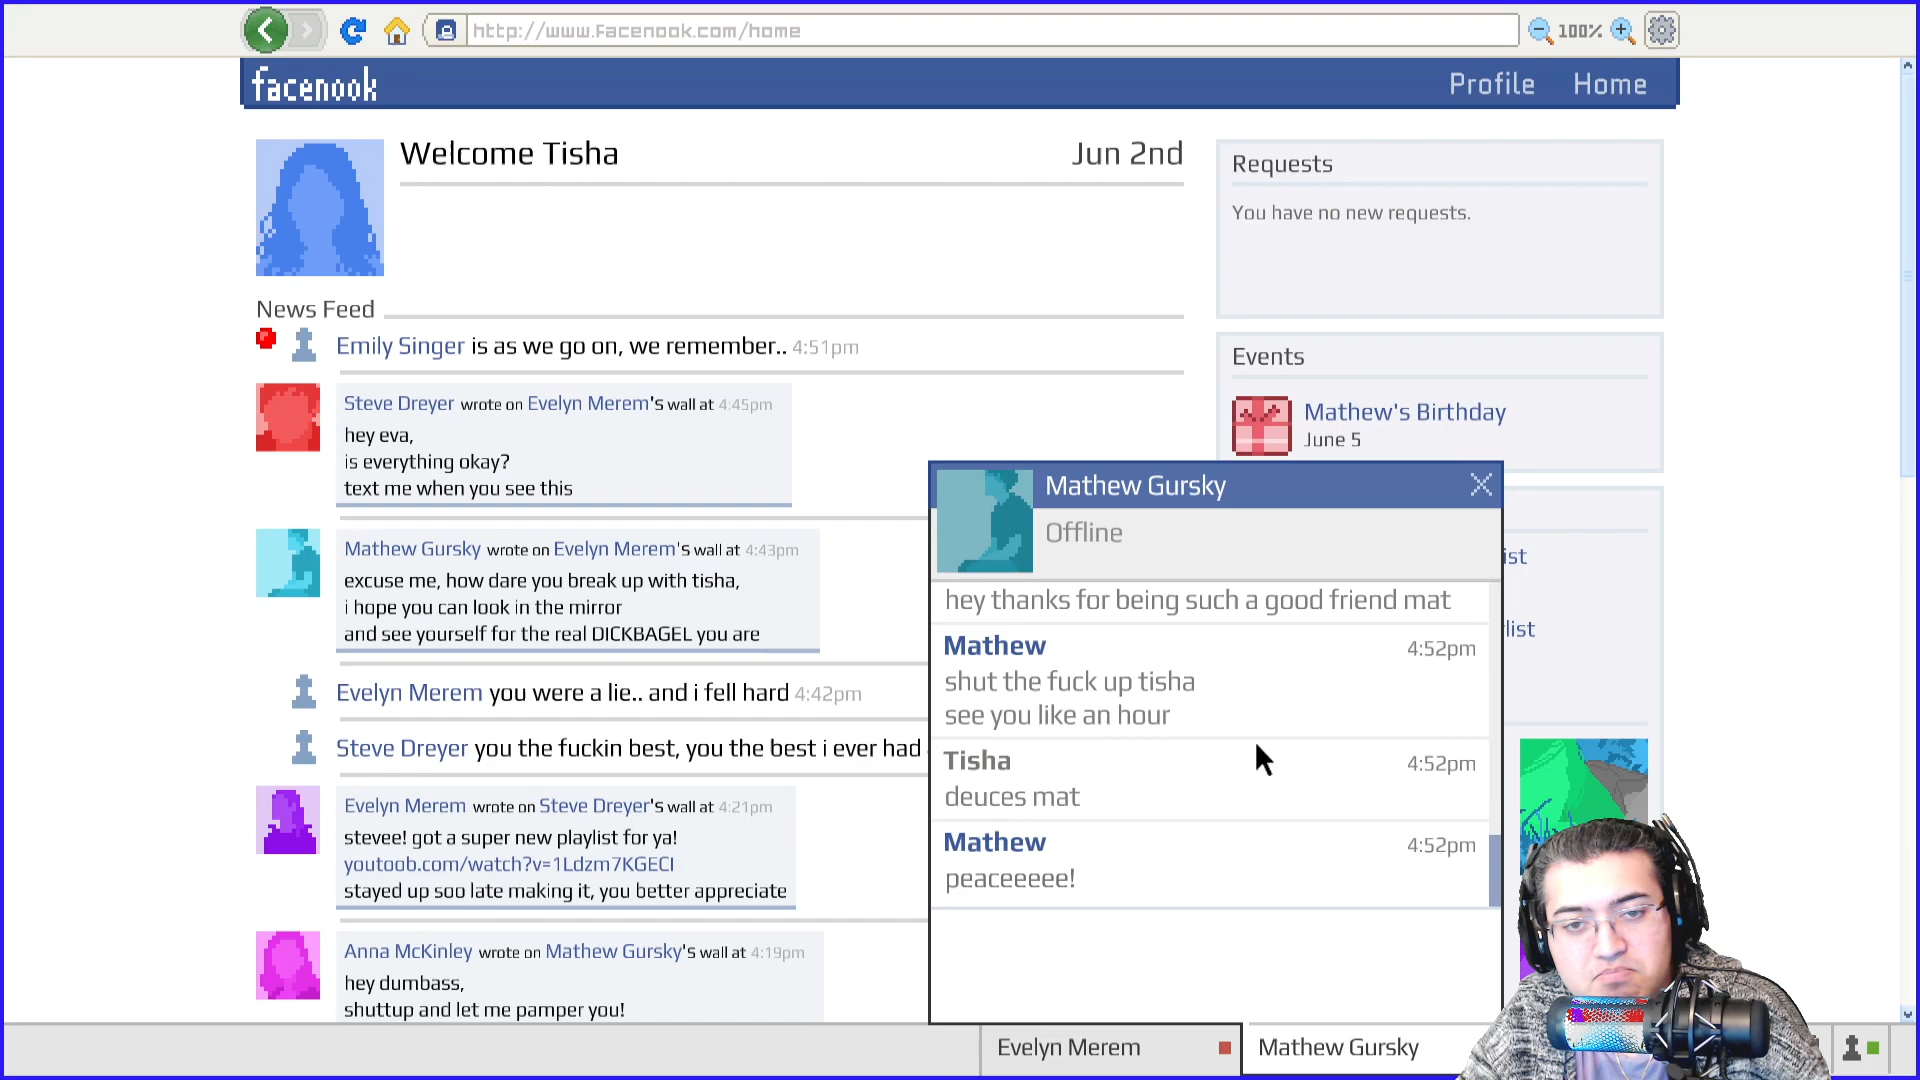 http://www.facenook.com/home
100%
facenook
Profile
Home
Welcome Tisha
Jun 2nd
News Feed
Emily Singer is as we go on, we remember.. 4:51pm
Steve Dreyer wrote on Evelyn Merem's wall at 4:45pm
hey eva,
is everything okay?
text me when you see this
Mathew Gursky wrote on Evelyn Merem's wall at 4:43pm
excuse me, how dare you break up with tisha,
i hope you can look in the mirror
and see yourself for the real DICKBAGEL you are
Evelyn Merem you were a lie.. and i fell hard 4:42pm
Steve Dreyer you the fuckin best, you the best i ever had
Evelyn Merem wrote on Steve Dreyer's wall at 4:21pm
stevee! got a super new playlist for ya!
youtoob.com/watch?v=1Ldzm7KGECI
stayed up soo late making it, you better appreciate
Anna McKinley wrote on Mathew Gursky's wall at 4:19pm
hey dumbass,
shuttup and let me pamper you!
Requests
You have no new requests.
Events
Mathew's Birthday
June 5
ist
list
Mathew Gursky
Offline
hey thanks for being such a good friend mat
Mathew 4:52pm
shut the fuck up tisha
see you like an hour
Tisha 4:52pm
deuces mat
Mathew 4:52pm
peaceeeee!
Evelyn Merem
Mathew Gursky